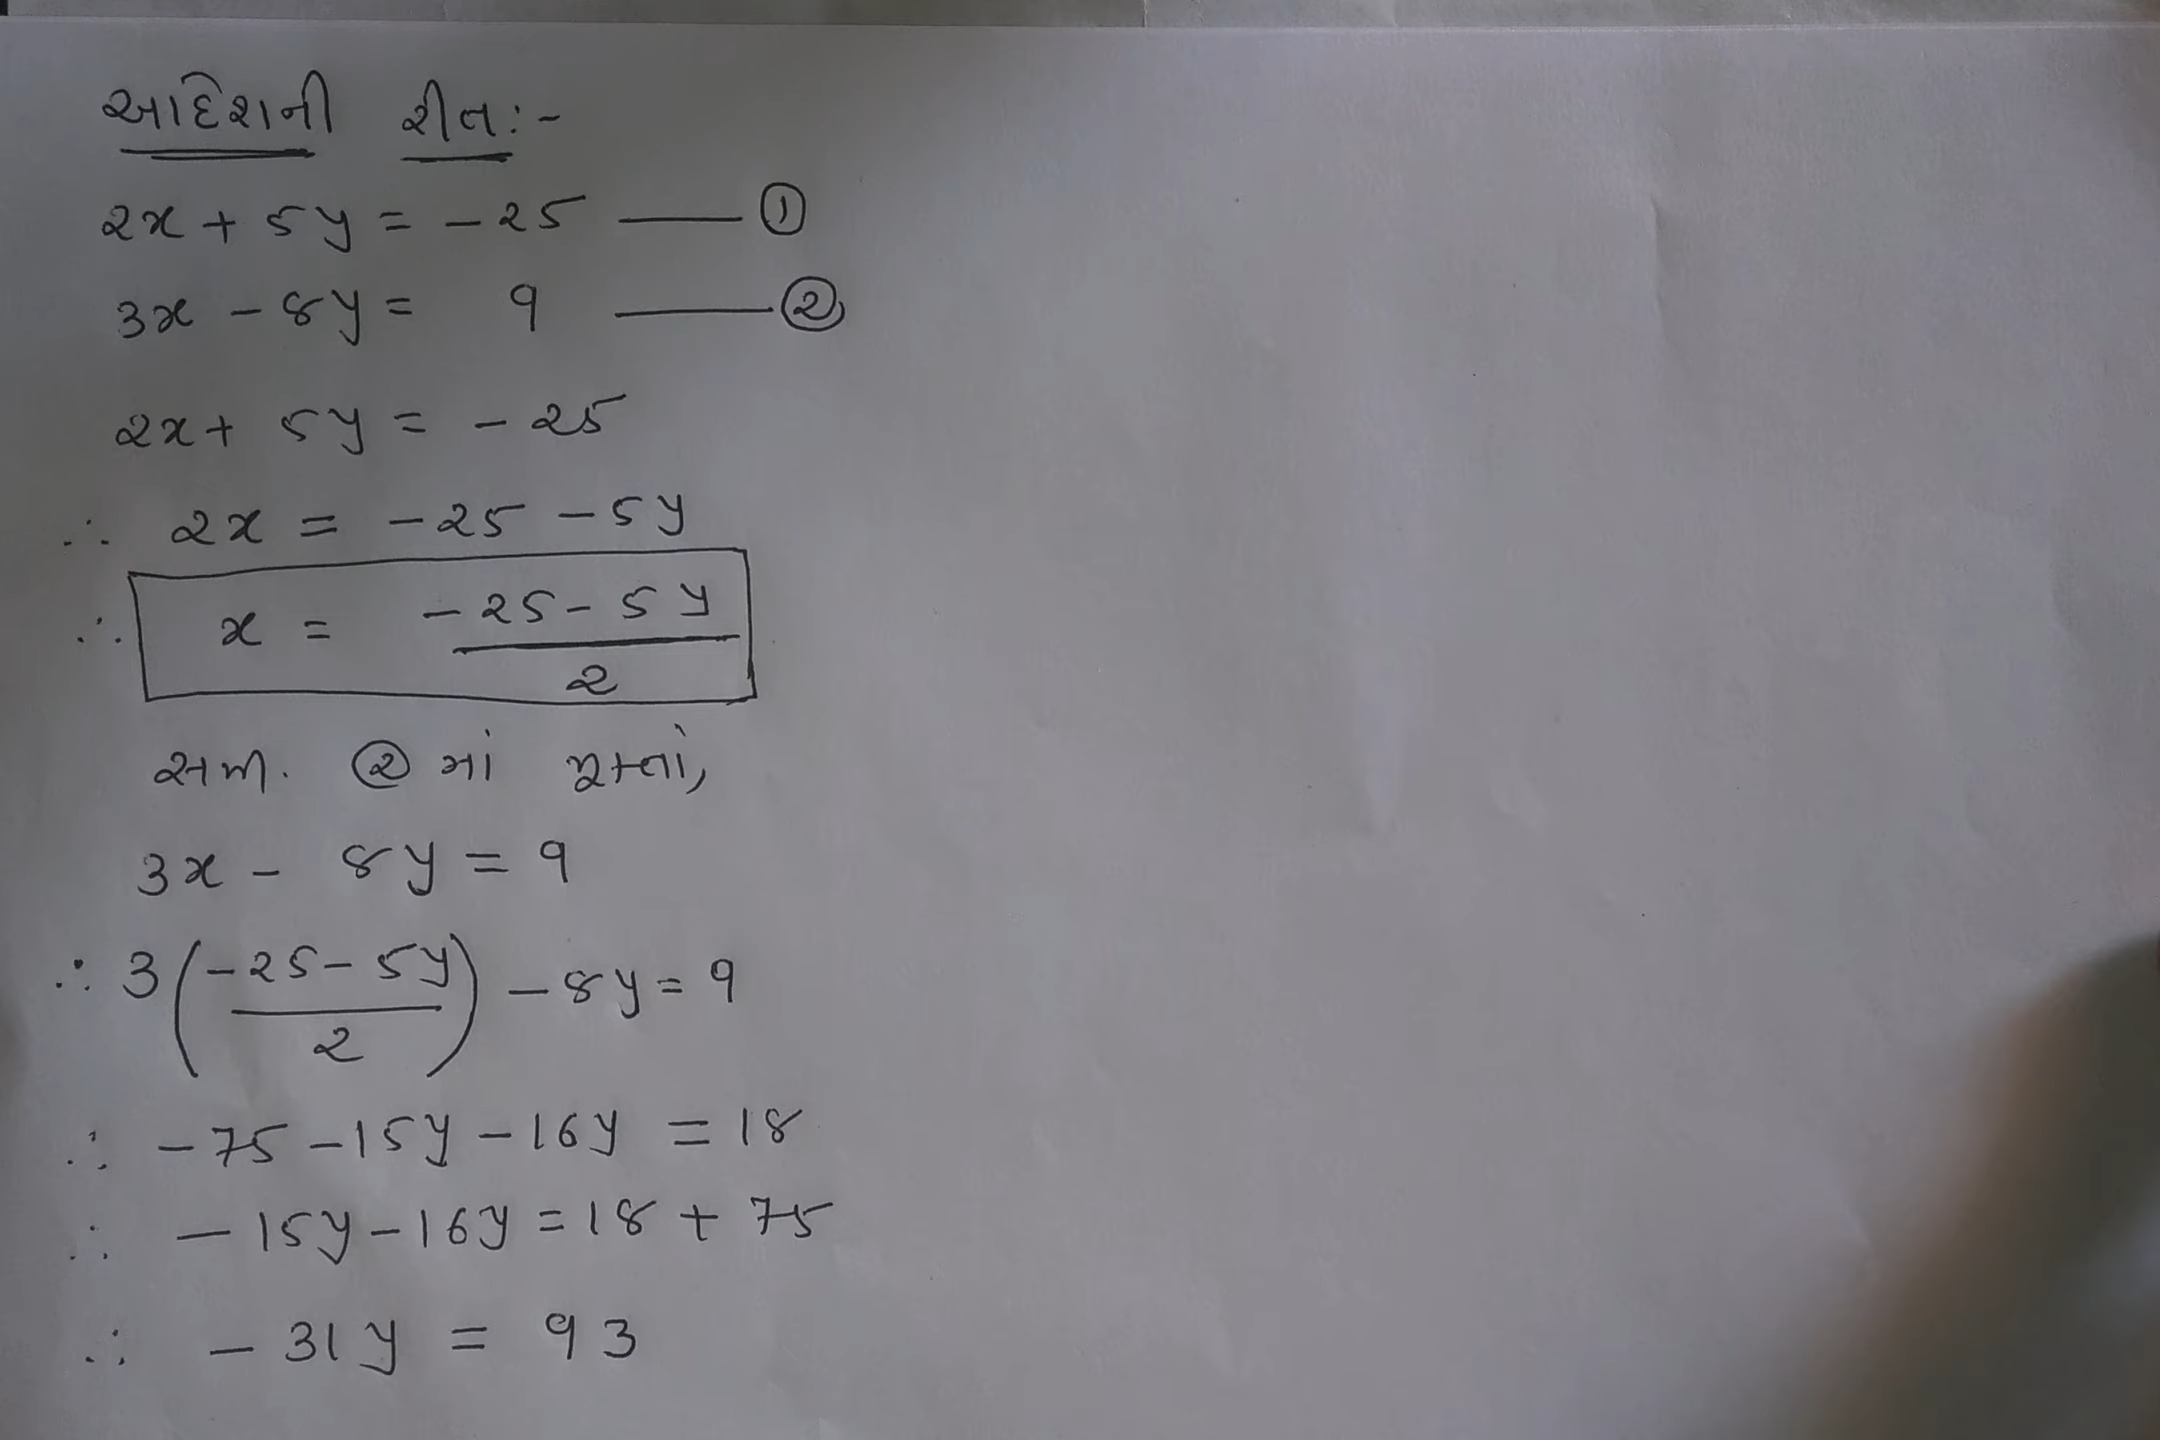 આદેશની રીત:-
2x + 5y = -25 —— ①
3x - 8y = 9 —— ②
2x + 5y = -25
∴ 2x = -25 - 5y
∴ x = (-25 - 5y)/2
સમી. ② માં મૂકતાં,
3x - 8y = 9
∴ 3((-25 - 5y)/2) - 8y = 9
∴ -75 - 15y - 16y = 18
∴ -15y - 16y = 18 + 75
∴ -31y = 93